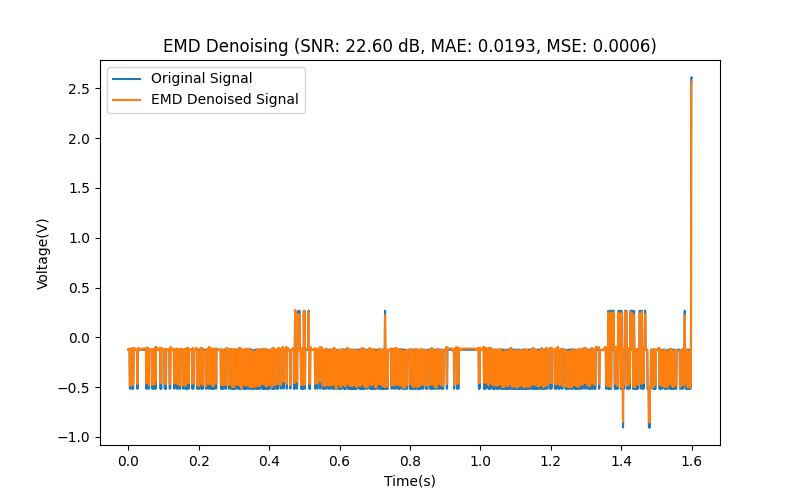 EMD Denoising (SNR: 22.60 dB, MAE: 0.0193, MSE: 0.0006)
Original Signal
EMD Denoised Signal
2.5
2.0
1.5
1.0
0.5
0.0
−0.5
−1.0
Voltage(V)
0.0 0.2 0.4 0.6 0.8 1.0 1.2 1.4 1.6
Time(s)